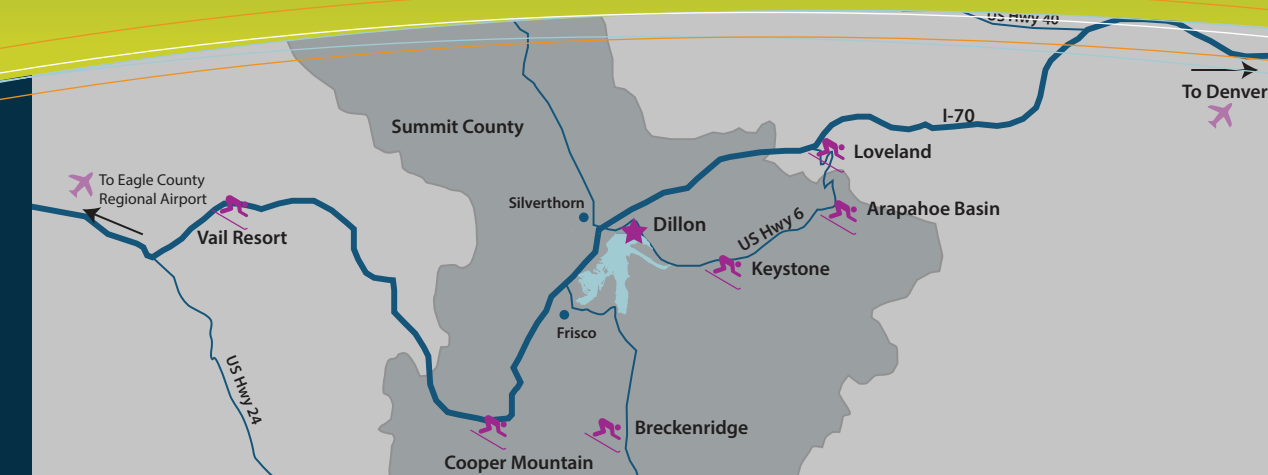 US Hwy 40
To Denver
I-70
Summit County
Loveland
To Eagle County
Regional Airport
Silverthorn
Arapahoe Basin
Dillon
US Hwy 6
Vail Resort
Keystone
Frisco
US Hwy 24
Breckenridge
Cooper Mountain